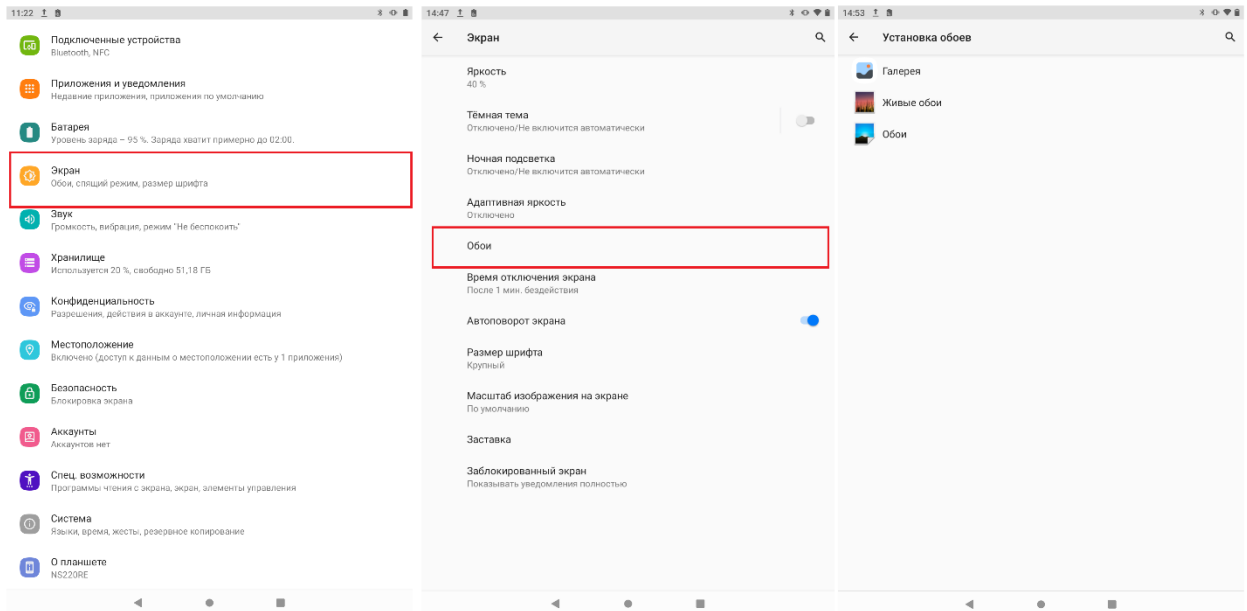 11:22
Подключенные устройства
Bluetooth, NFC
Приложения и уведомления
Недавние приложения, приложения по умолчанию
Батарея
Уровень заряда – 95 %. Заряда хватит примерно до 02:00.
Экран
Обои, спящий режим, размер шрифта
Звук
Громкость, вибрация, режим "Не беспокоить"
Хранилище
Используется 20 %, свободно 51,18 ГБ
Конфиденциальность
Разрешения, действия в аккаунте, личная информация
Местоположение
Включено (доступ к данным о местоположении есть у 1 приложения)
Безопасность
Блокировка экрана
Аккаунты
Аккаунтов нет
Спец. возможности
Программы чтения с экрана, экран, элементы управления
Система
Языки, время, жесты, резервное копирование
О планшете
NS220RE
14:47
Экран
Яркость
40 %
Тёмная тема
Отключено/Не включится автоматически
Ночная подсветка
Отключено/Не включится автоматически
Адаптивная яркость
Отключено
Обои
Время отключения экрана
После 1 мин. бездействия
Автоповорот экрана
Размер шрифта
Крупный
Масштаб изображения на экране
По умолчанию
Заставка
Заблокированный экран
Показывать уведомления полностью
14:53
Установка обоев
Галерея
Живые обои
Обои